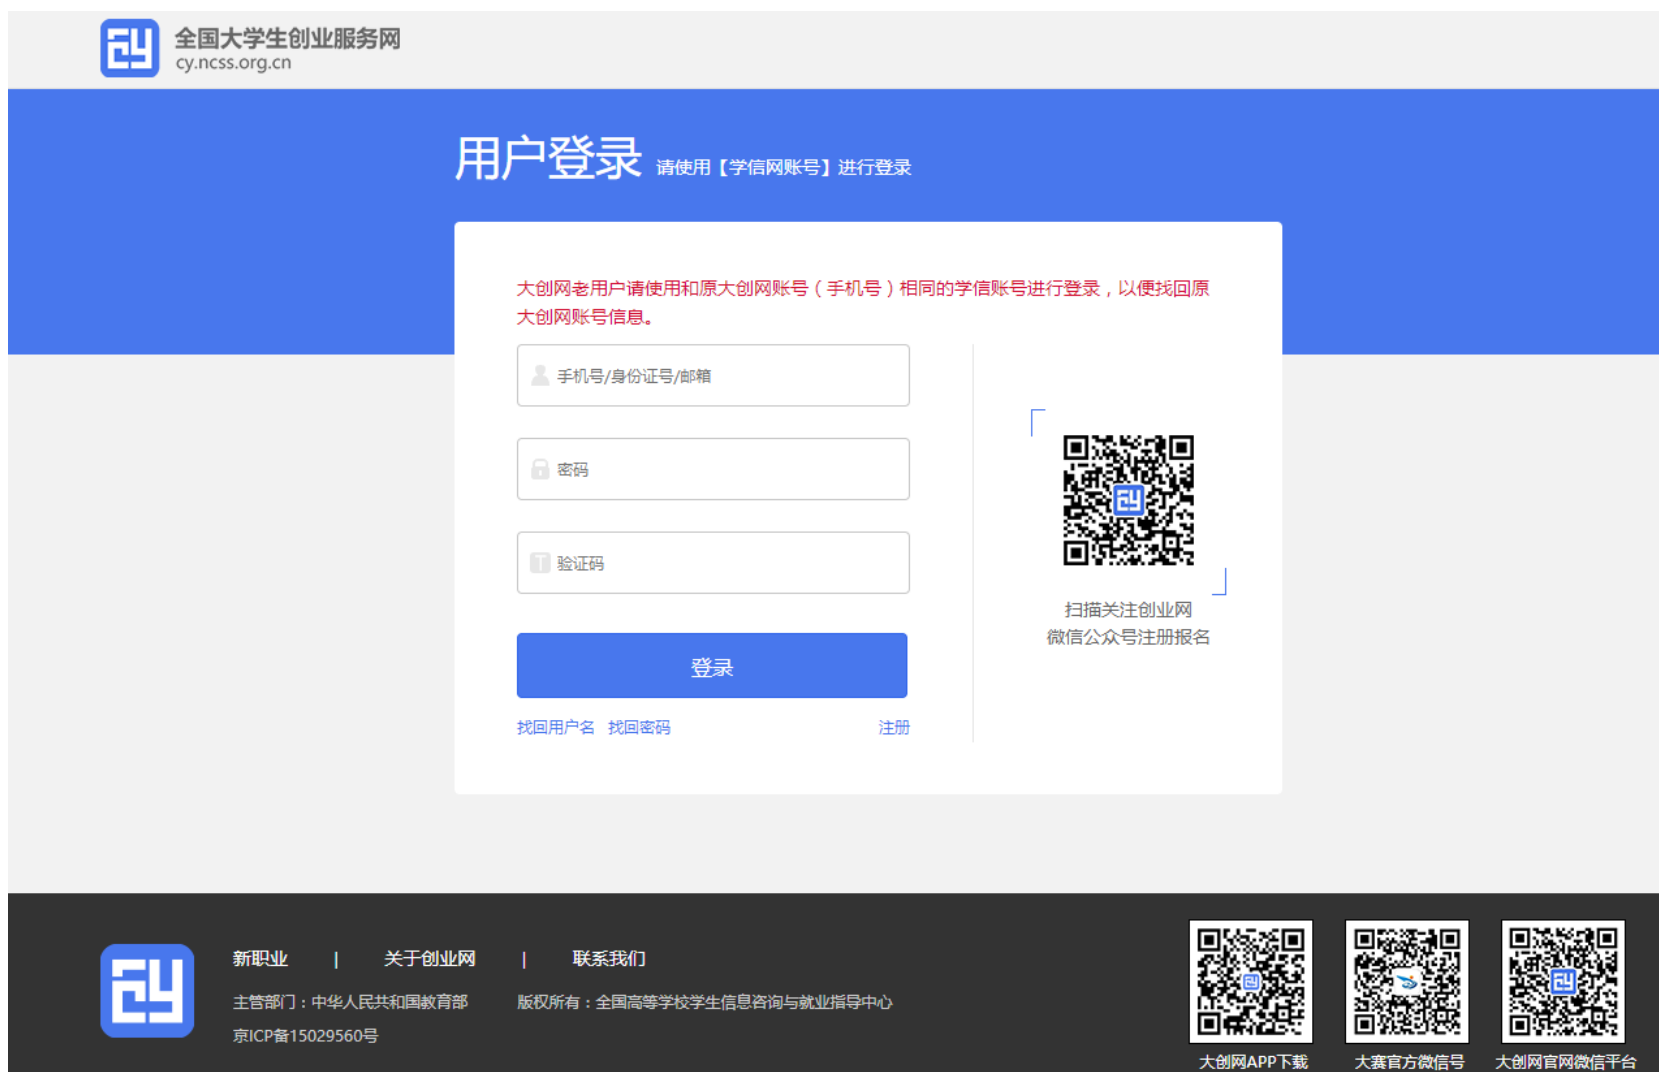 全国大学生创业服务网
cy.ncss.org.cn
用户登录 请使用【学信网账号】进行登录
大创网老用户请使用和原大创网账号（手机号）相同的学信账号进行登录，以便找回原
大创网账号信息。
手机号/身份证号/邮箱
密码
验证码
登录
找回用户名 找回密码 注册
扫描关注创业网
微信公众号注册报名
新职业 | 关于创业网 | 联系我们
主管部门：中华人民共和国教育部 版权所有：全国高等学校学生信息咨询与就业指导中心
京ICP备15029560号
大创网APP下载 大赛官方微信号 大创网官网微信平台